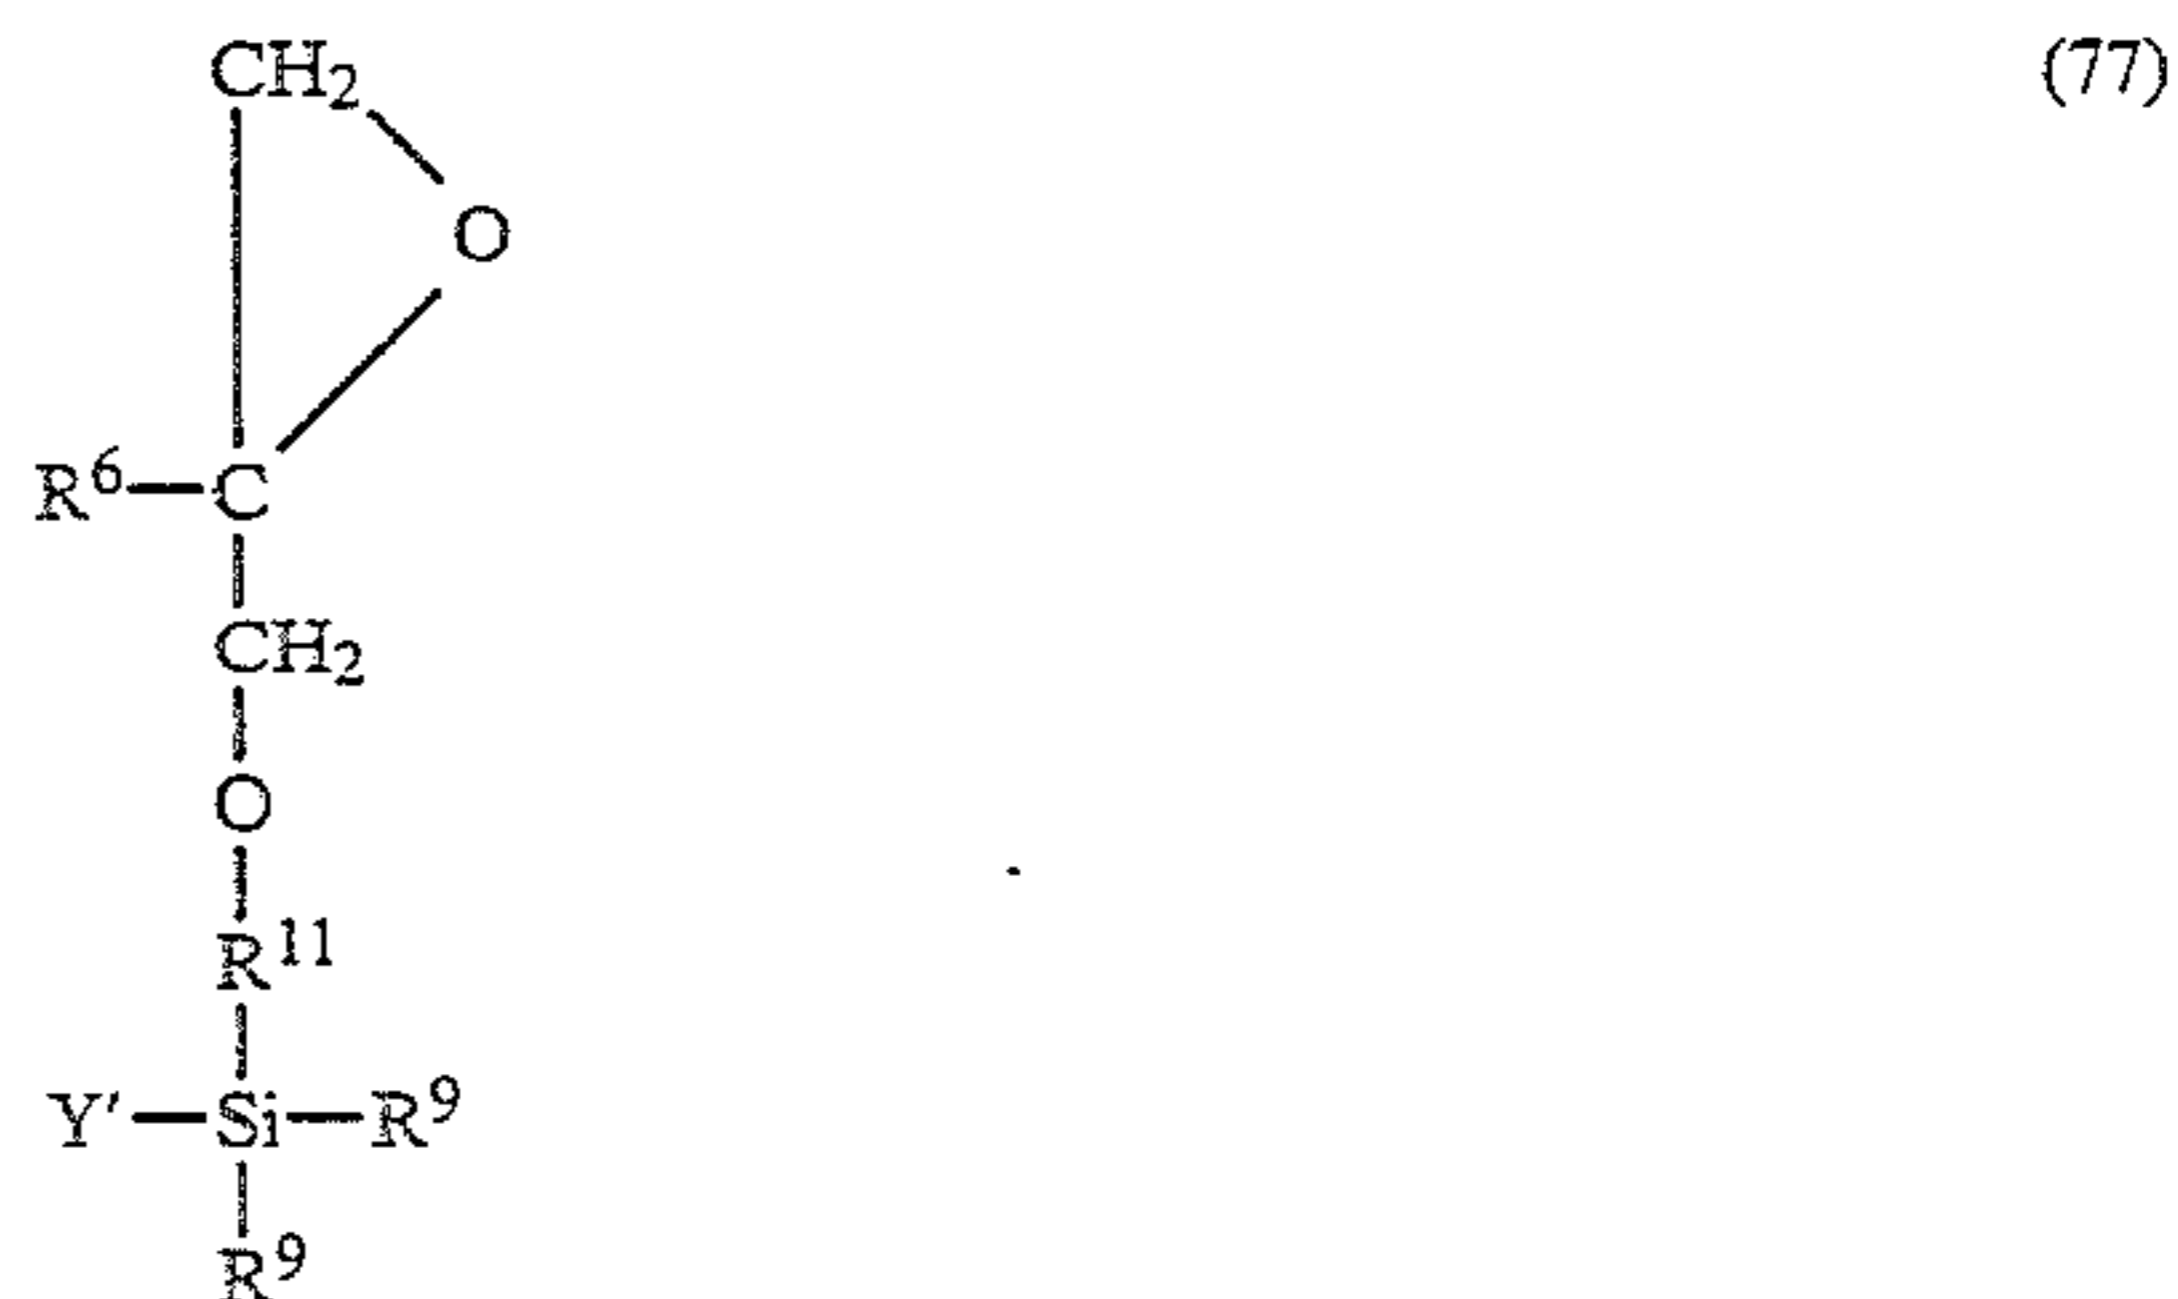 CH₂ (77)
O
R⁶—C
CH₂
O
R¹¹
Y′—Si—R⁹
R⁹